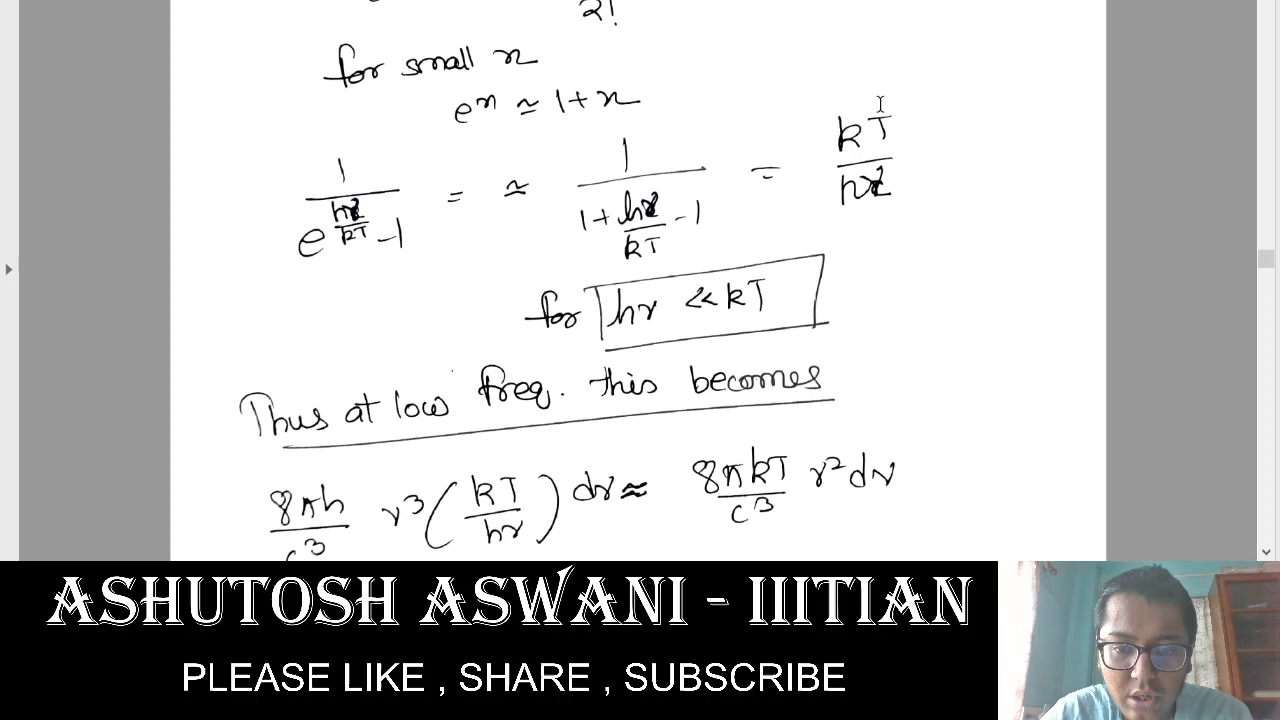 2!
for small x
eˣ ≃ 1 + x
1/(e^(hν/kT) - 1) = ≃ 1/(1 + hν/kT - 1) = kT/hν
for hν << kT
Thus at low freq. this becomes
8πh/c³ ν³ (kT/hν) dν ≈ 8πkT/c³ ν² dν
ASHUTOSH ASWANI - IIITIAN
PLEASE LIKE , SHARE , SUBSCRIBE